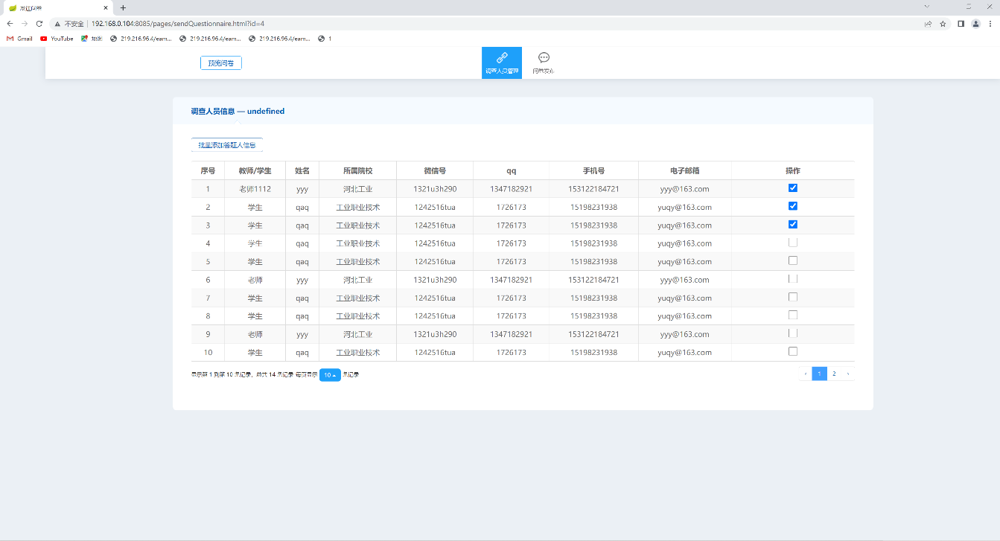 发送问卷
不安全 192.168.0.104:8085/pages/sendQuestionnaire.html?id=4
Gmail YouTube 地图 219.216.96.4/eam... 219.216.96.4/eam... 219.216.96.4/eam... 1
预览问卷 调查人员管理 问卷发布
调查人员信息 — undefined
批量添加答题人信息
序号 教师/学生 姓名 所属院校 微信号 qq 手机号 电子邮箱 操作
1 老师1112 yyy 河北工业 1321u3h290 1347182921 153122184721 yyy@163.com
2 学生 qaq 工业职业技术 1242516tua 1726173 15198231938 yuqy@163.com
3 学生 qaq 工业职业技术 1242516tua 1726173 15198231938 yuqy@163.com
4 学生 qaq 工业职业技术 1242516tua 1726173 15198231938 yuqy@163.com
5 学生 qaq 工业职业技术 1242516tua 1726173 15198231938 yuqy@163.com
6 老师 yyy 河北工业 1321u3h290 1347182921 153122184721 yyy@163.com
7 学生 qaq 工业职业技术 1242516tua 1726173 15198231938 yuqy@163.com
8 学生 qaq 工业职业技术 1242516tua 1726173 15198231938 yuqy@163.com
9 老师 yyy 河北工业 1321u3h290 1347182921 153122184721 yyy@163.com
10 学生 qaq 工业职业技术 1242516tua 1726173 15198231938 yuqy@163.com
显示第 1 到第 10 条记录，总共 14 条记录 每页显示 10 条记录 ‹ 1 2 ›